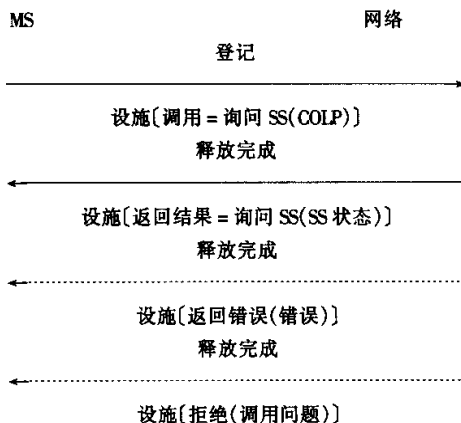 MS 网络
登记
设施〔调用=询问 SS(COLP)〕
释放完成
设施〔返回结果=询问 SS(SS 状态)〕
释放完成
设施〔返回错误(错误)〕
释放完成
设施〔拒绝(调用问题)〕